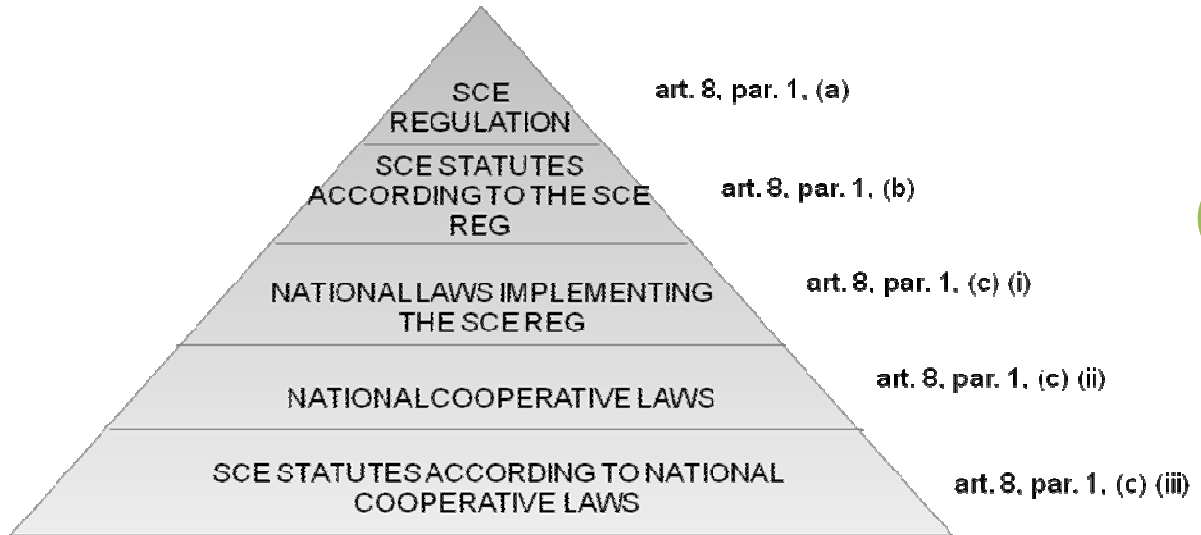 SCE
REGULATION
art. 8, par. 1, (a)
SCE STATUTES
ACCORDING TO THE SCE
REG
art. 8, par. 1, (b)
NATIONAL LAWS IMPLEMENTING
THE SCE REG
art. 8, par. 1, (c) (i)
NATIONAL COOPERATIVE LAWS
art. 8, par. 1, (c) (ii)
SCE STATUTES ACCORDING TO NATIONAL
COOPERATIVE LAWS
art. 8, par. 1, (c) (iii)